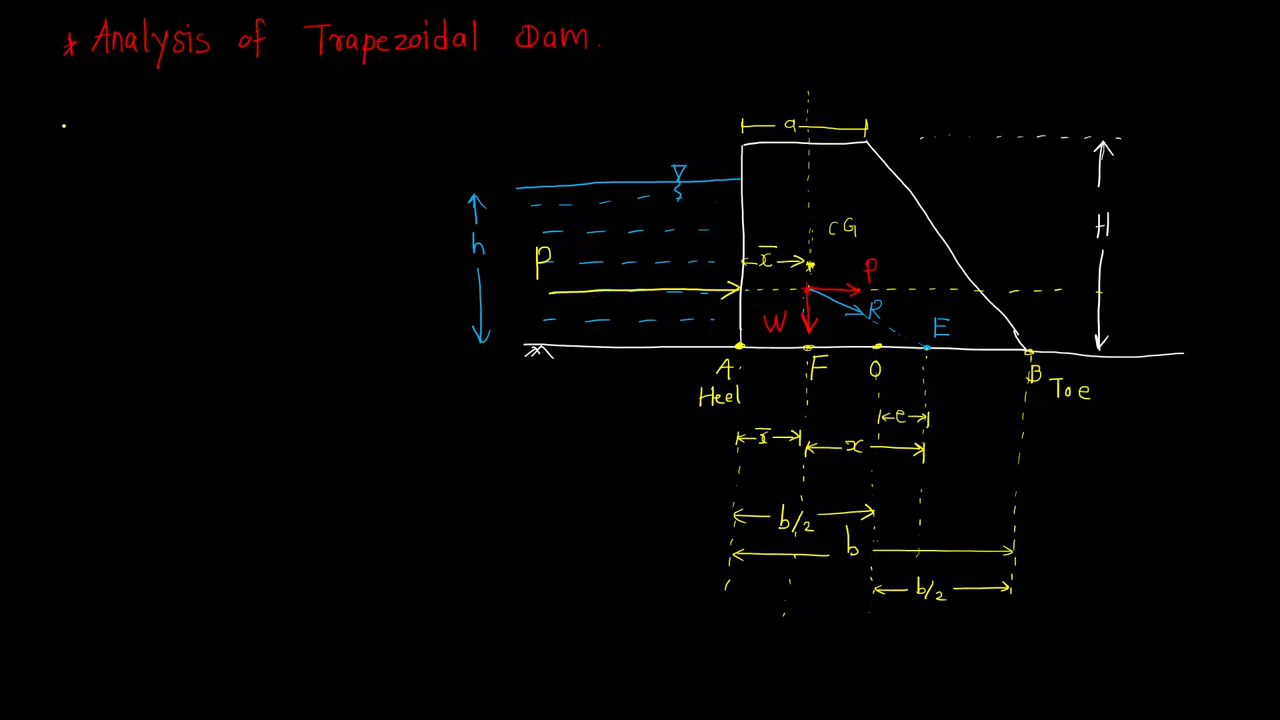 * Analysis of Trapezoidal Dam.
a
h
P
CG
H
x̄
P
W
R
E
A
F
O
B
Heel
Toe
e
x̄
x
b/2
b
b/2